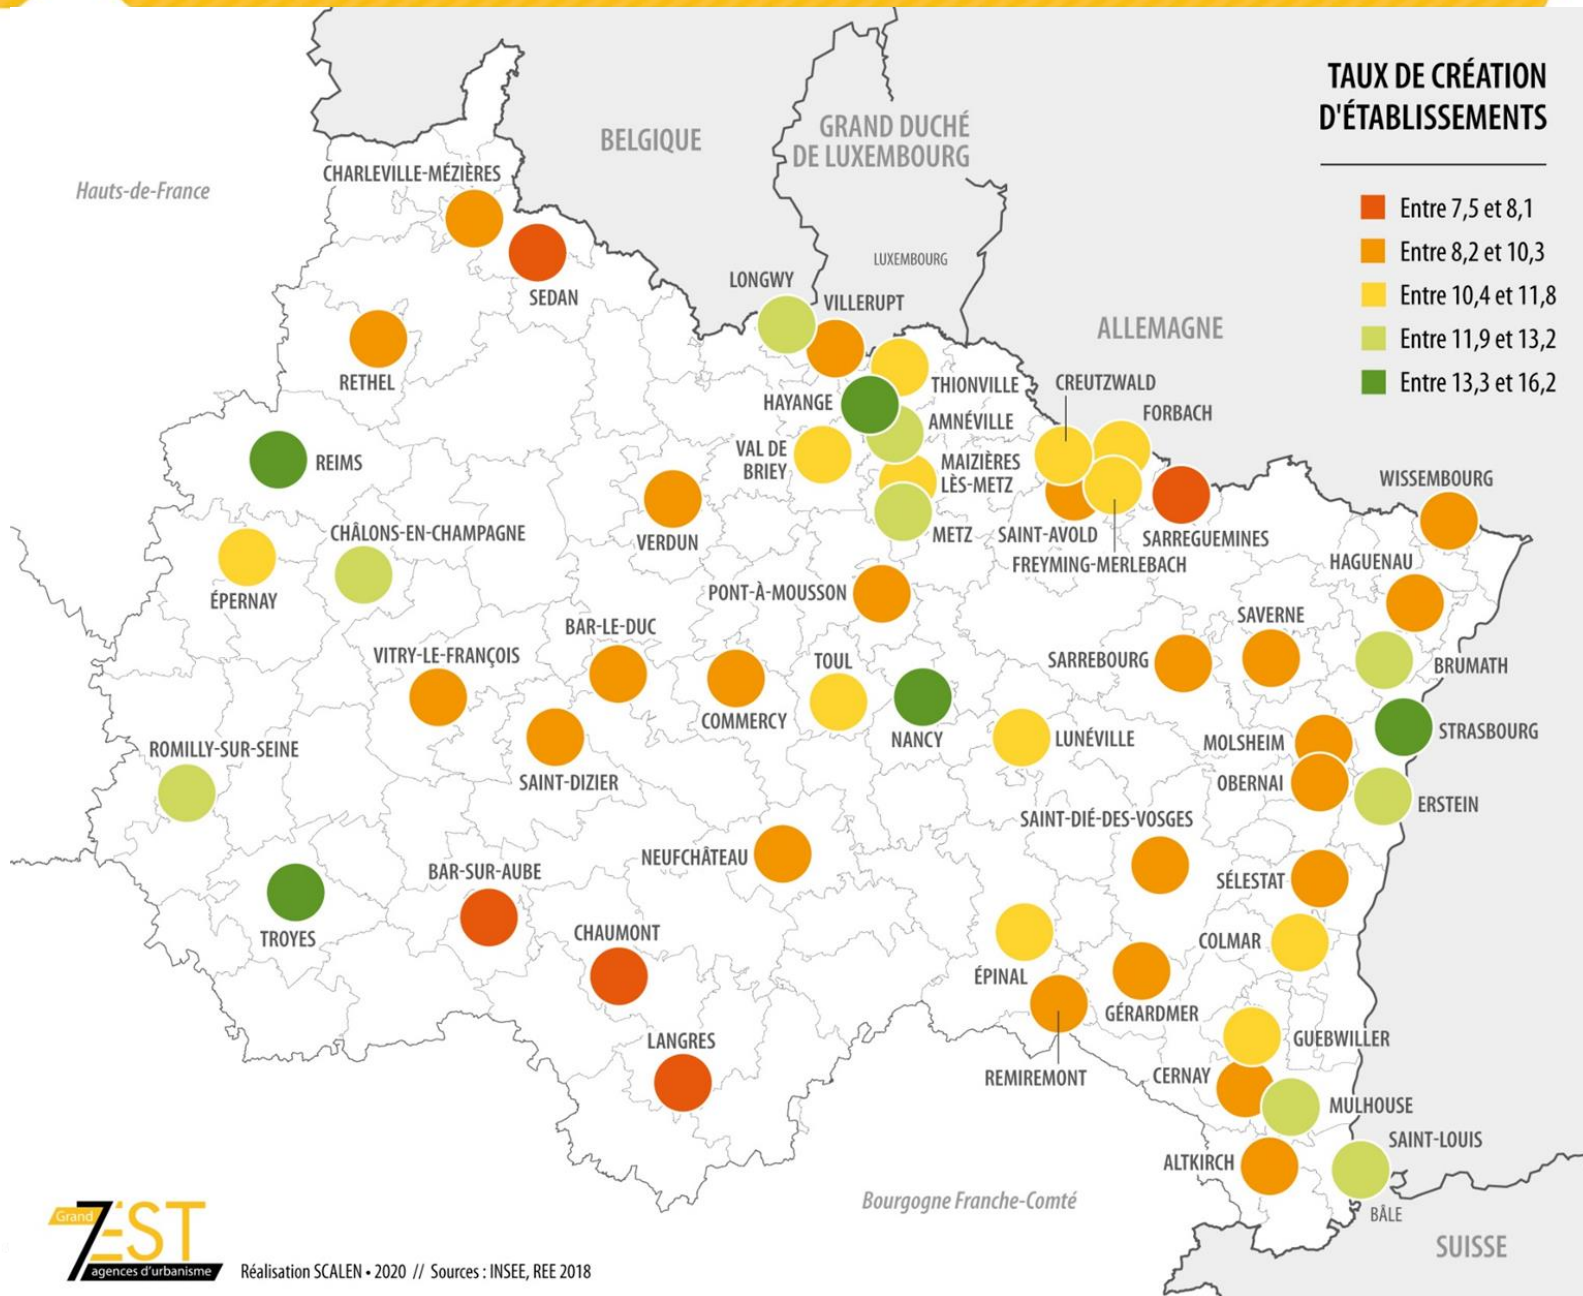 TAUX DE CRÉATION
D'ÉTABLISSEMENTS
Entre 7,5 et 8,1
Entre 8,2 et 10,3
Entre 10,4 et 11,8
Entre 11,9 et 13,2
Entre 13,3 et 16,2
BELGIQUE
GRAND DUCHÉ
DE LUXEMBOURG
LUXEMBOURG
ALLEMAGNE
Hauts-de-France
CHARLEVILLE-MÉZIÈRES
SEDAN
RETHEL
LONGWY
VILLERUPT
THIONVILLE
HAYANGE
AMNÉVILLE
VAL DE
BRIEY
MAIZIÈRES
LÈS-METZ
METZ
CREUTZWALD
FORBACH
SAINT-AVOLD
FREYMING-MERLEBACH
SARREGUEMINES
WISSEMBOURG
HAGUENAU
REIMS
VERDUN
CHÂLONS-EN-CHAMPAGNE
ÉPERNAY
PONT-À-MOUSSON
SAVERNE
SARREBOURG
BRUMATH
BAR-LE-DUC
VITRY-LE-FRANÇOIS
TOUL
COMMERCY
NANCY
LUNÉVILLE
STRASBOURG
MOLSHEIM
OBERNAI
ERSTEIN
ROMILLY-SUR-SEINE
SAINT-DIZIER
SAINT-DIÉ-DES-VOSGES
NEUFCHÂTEAU
SÉLESTAT
BAR-SUR-AUBE
TROYES
CHAUMONT
COLMAR
ÉPINAL
GÉRARDMER
LANGRES
REMIREMONT
GUEBWILLER
CERNAY
MULHOUSE
SAINT-LOUIS
ALTKIRCH
BÂLE
SUISSE
Bourgogne Franche-Comté
Grand
7EST
agences d'urbanisme
Réalisation SCALEN • 2020 // Sources : INSEE, REE 2018